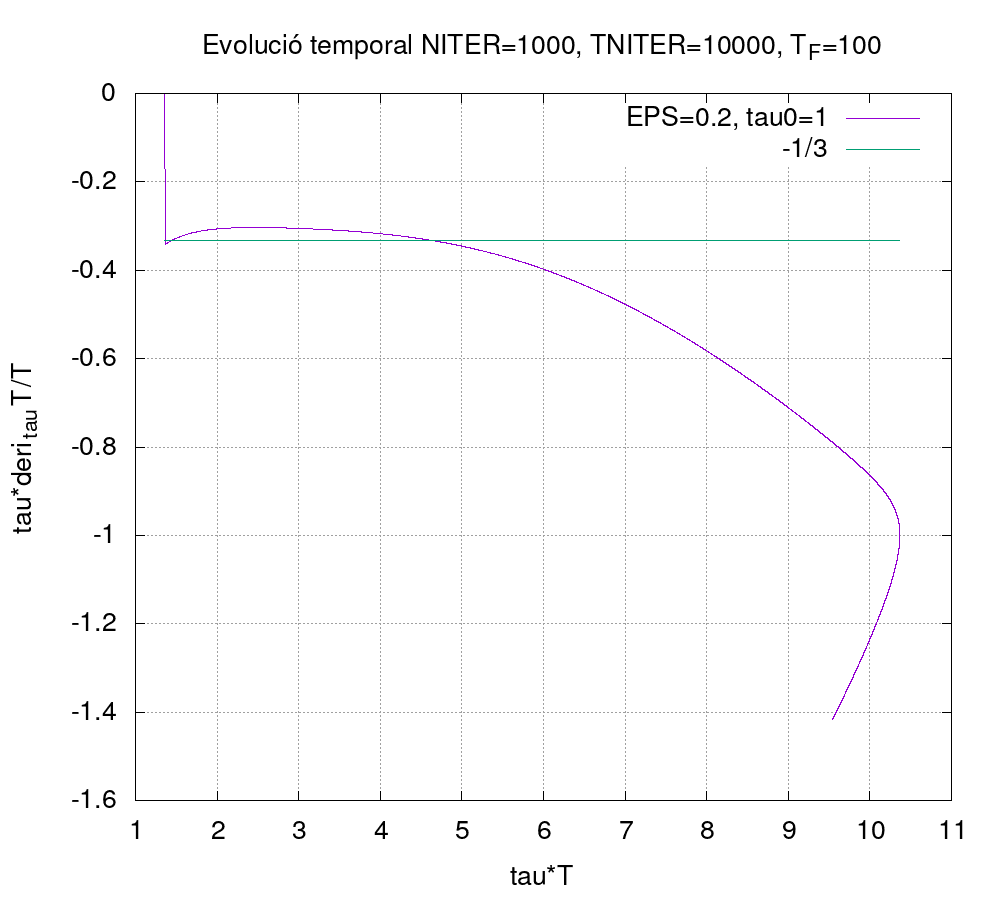 Evolució temporal NITER=1000, TNITER=10000, T_F=100
EPS=0.2, tau0=1
-1/3
0
-0.2
-0.4
-0.6
-0.8
-1
-1.2
-1.4
-1.6
1 2 3 4 5 6 7 8 9 10 11
tau*T
tau*deri_tau T/T